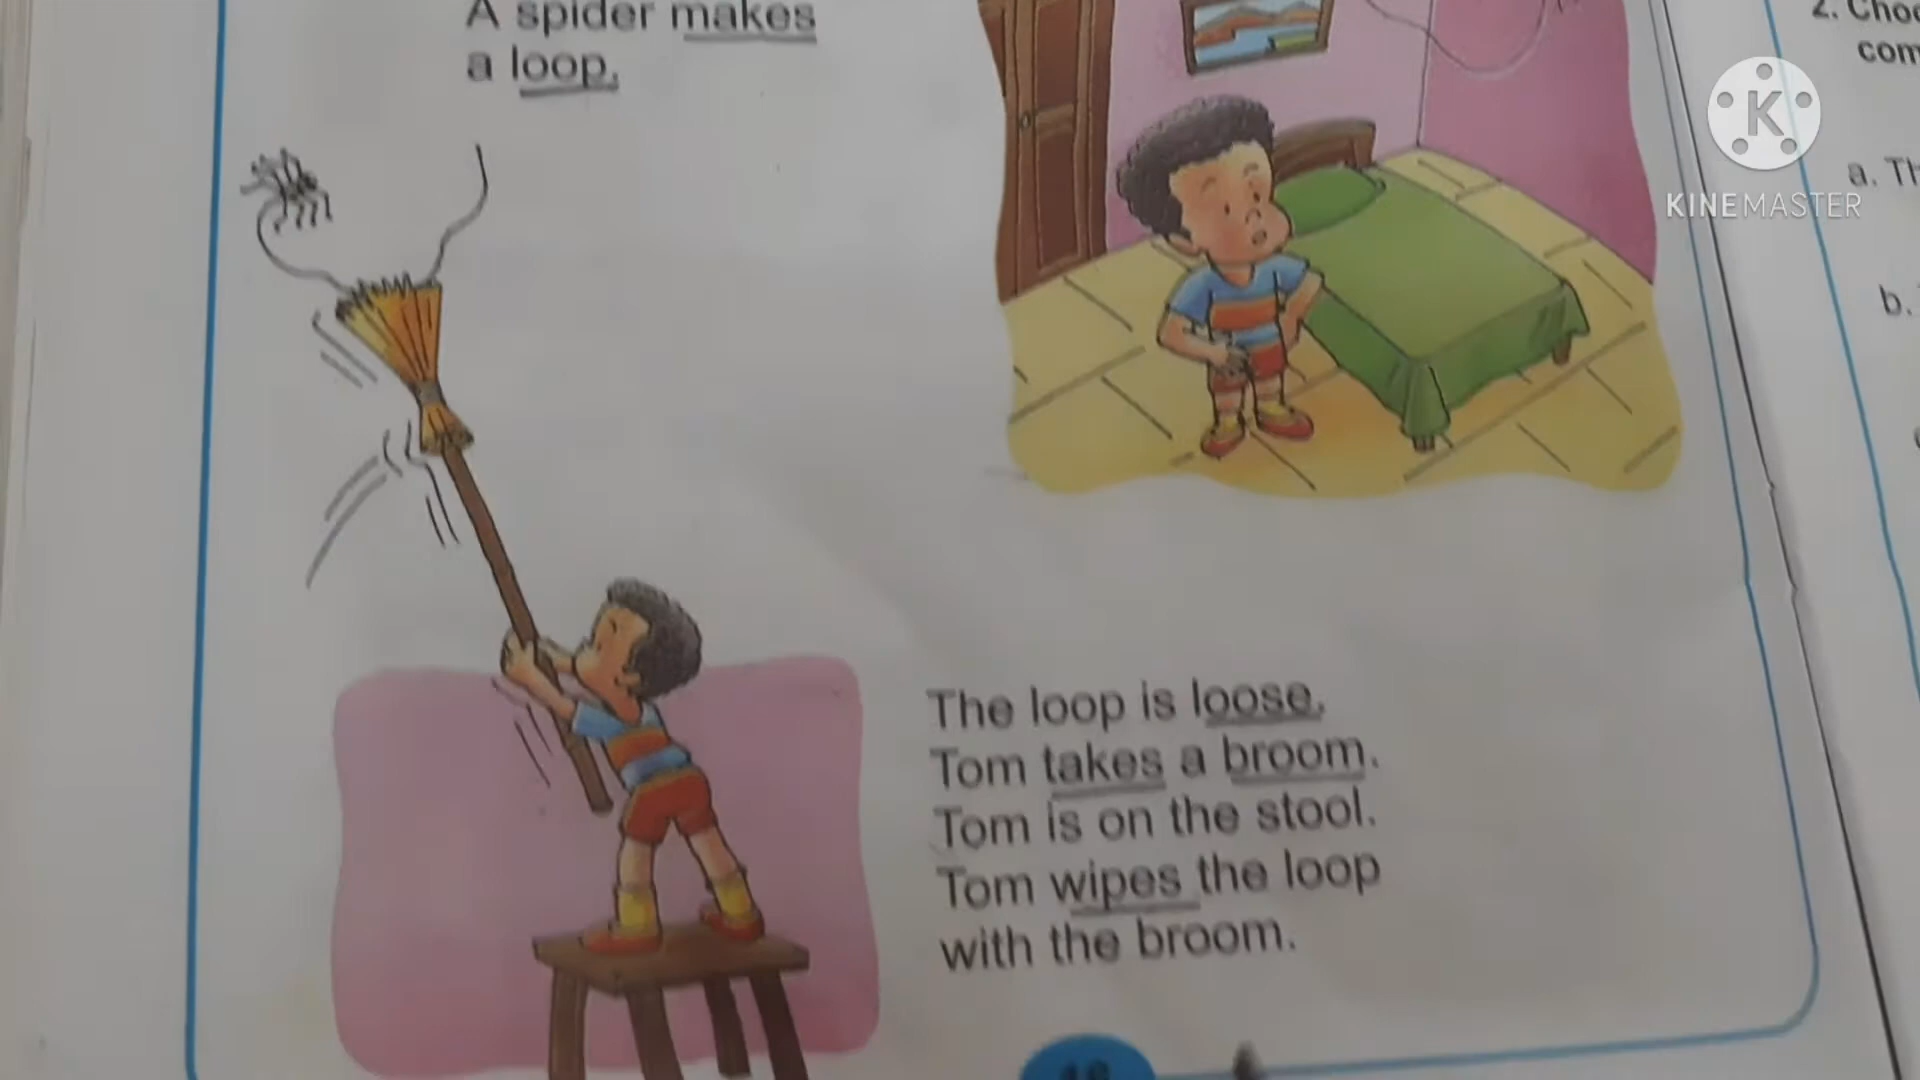 A spider makes
a loop.
The loop is loose.
Tom takes a broom.
Tom is on the stool.
Tom wipes the loop
with the broom.
2.
a.
b.
K
KINEMASTER